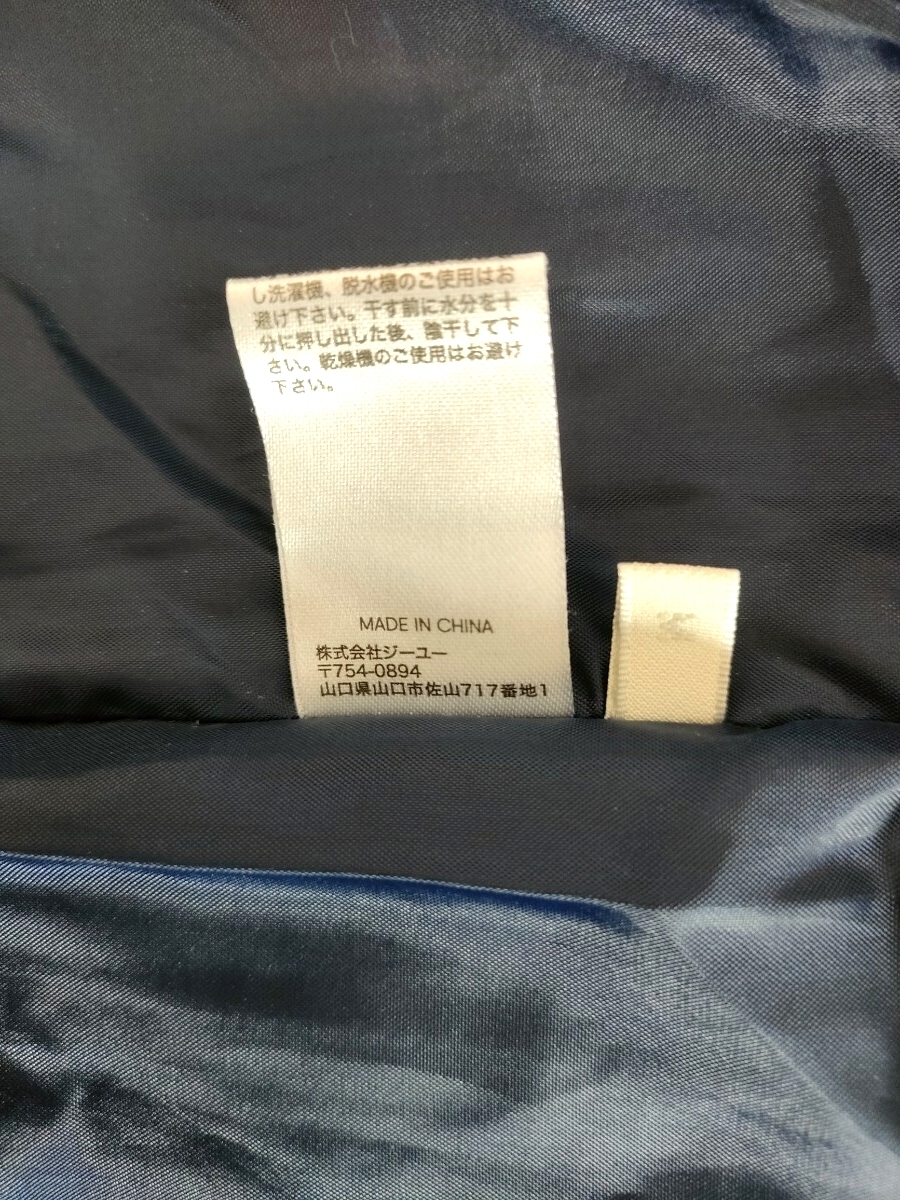 し洗濯機、脱水機のご使用はお
避け下さい。干す前に水分を十
分に押し出した後、陰干して下
さい。乾燥機のご使用はお避け
下さい。
MADE IN CHINA
株式会社ジーユー
〒754-0894
山口県山口市佐山717番地1